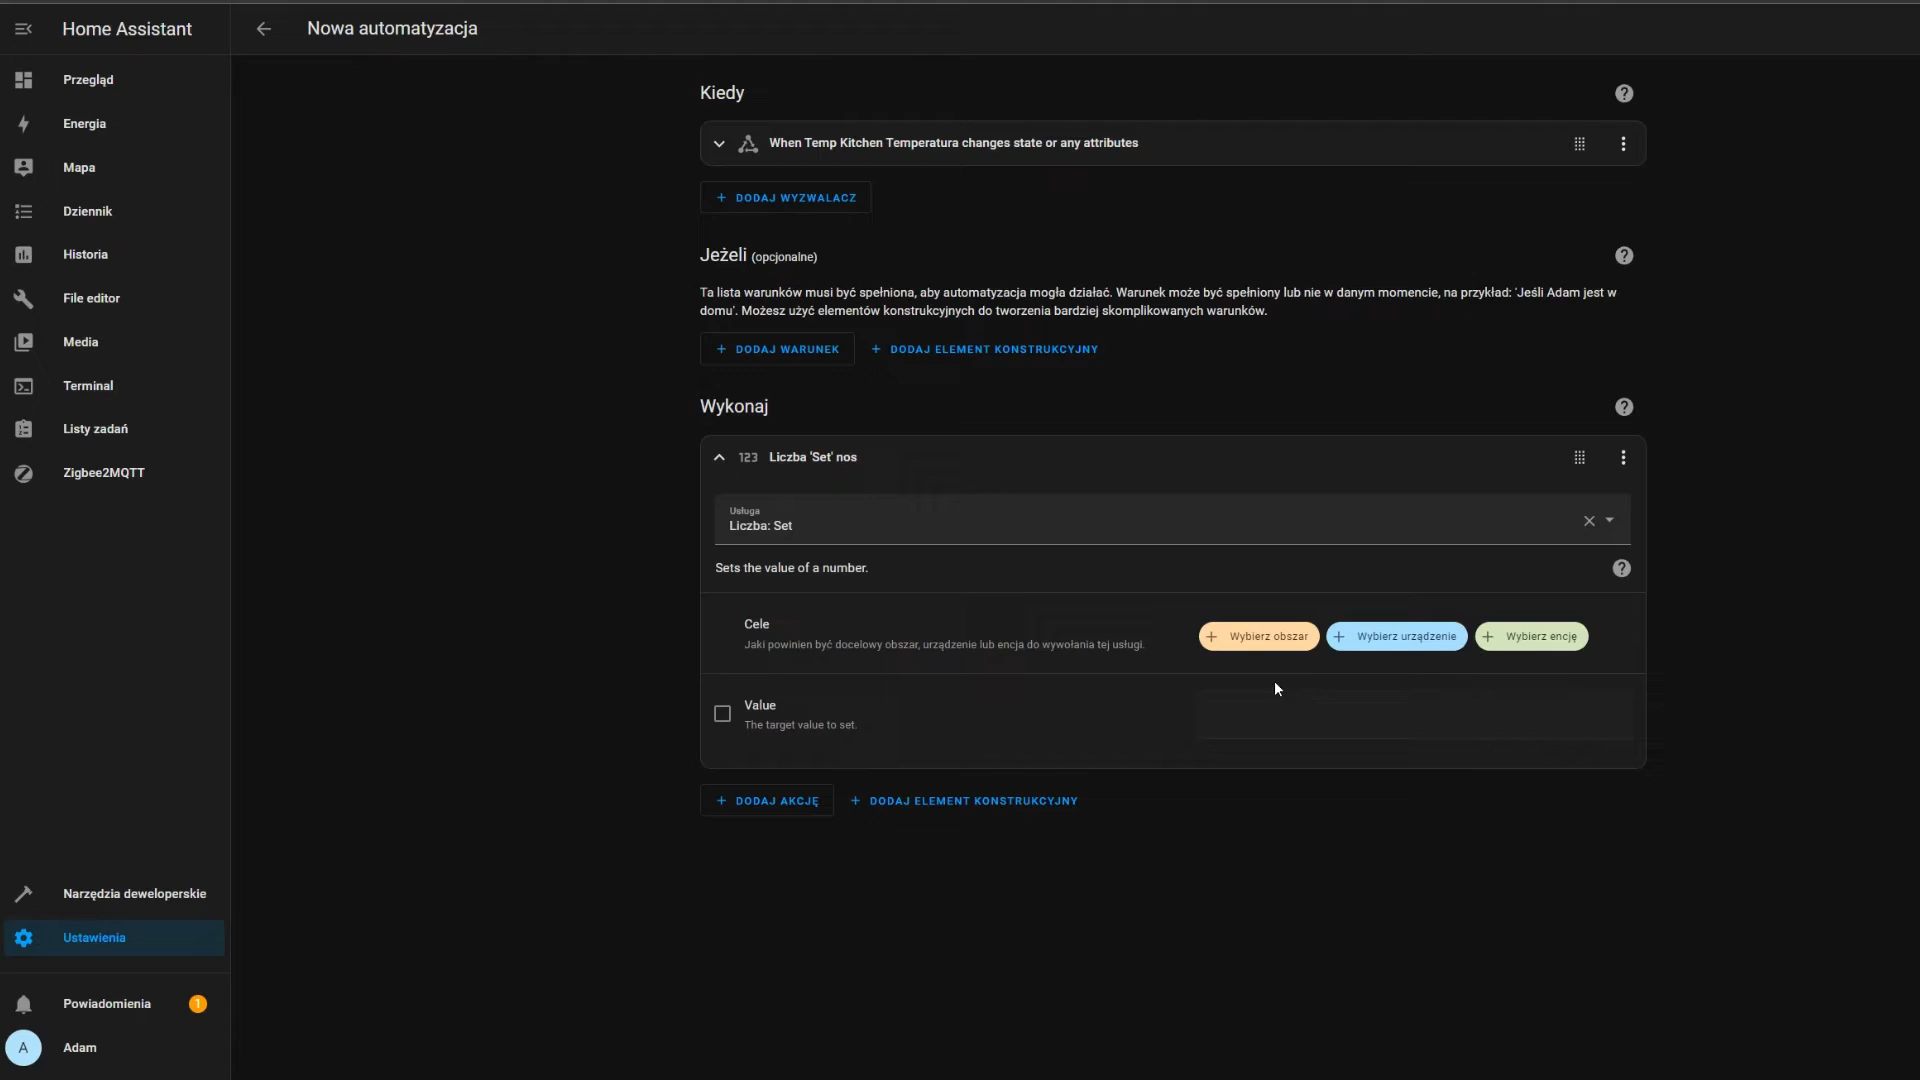 Home Assistant
Nowa automatyzacja
Przegląd
Energia
Mapa
Dziennik
Historia
File editor
Media
Terminal
Listy zadań
Zigbee2MQTT
Narzędzia deweloperskie
Ustawienia
Powiadomienia 1
A Adam
Kiedy
When Temp Kitchen Temperatura changes state or any attributes
+ DODAJ WYZWALACZ
Jeżeli (opcjonalne)
Ta lista warunków musi być spełniona, aby automatyzacja mogła działać. Warunek może być spełniony lub nie w danym momencie, na przykład: 'Jeśli Adam jest w
domu'. Możesz użyć elementów konstrukcyjnych do tworzenia bardziej skomplikowanych warunków.
+ DODAJ WARUNEK + DODAJ ELEMENT KONSTRUKCYJNY
Wykonaj
123 Liczba 'Set' nos
Usługa
Liczba: Set
Sets the value of a number.
Cele
Jaki powinien być docelowy obszar, urządzenie lub encja do wywołania tej usługi.
+ Wybierz obszar + Wybierz urządzenie + Wybierz encję
Value
The target value to set.
+ DODAJ AKCJĘ + DODAJ ELEMENT KONSTRUKCYJNY